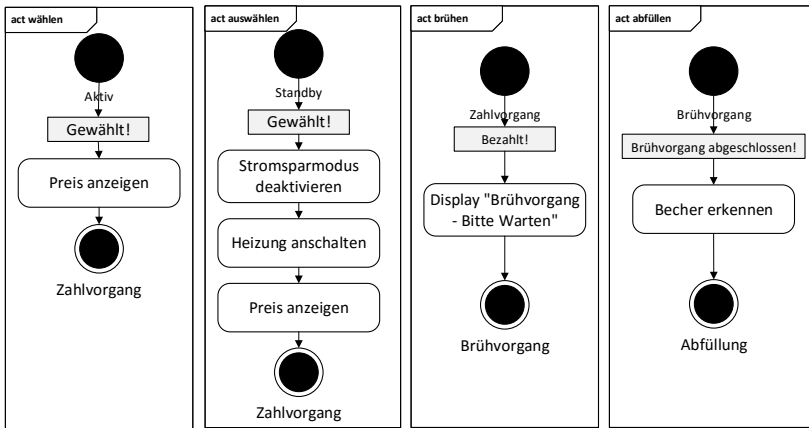 act wählen
Aktiv
Gewählt!
Preis anzeigen
Zahlvorgang
act auswählen
Standby
Gewählt!
Stromsparmodus
deaktivieren
Heizung anschalten
Preis anzeigen
Zahlvorgang
act brühen
Zahlvorgang
Bezahlt!
Display "Brühvorgang
- Bitte Warten"
Brühvorgang
act abfüllen
Brühvorgang
Brühvorgang abgeschlossen!
Becher erkennen
Abfüllung